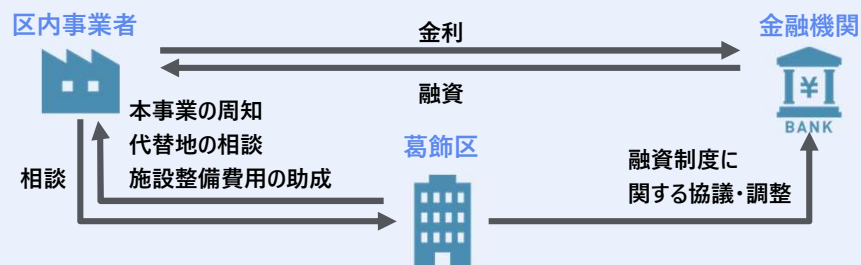 区内事業者
金利
金融機関
融資
¥
BANK
本事業の周知
代替地の相談
施設整備費用の助成
相談
葛飾区
融資制度に
関する協議・調整